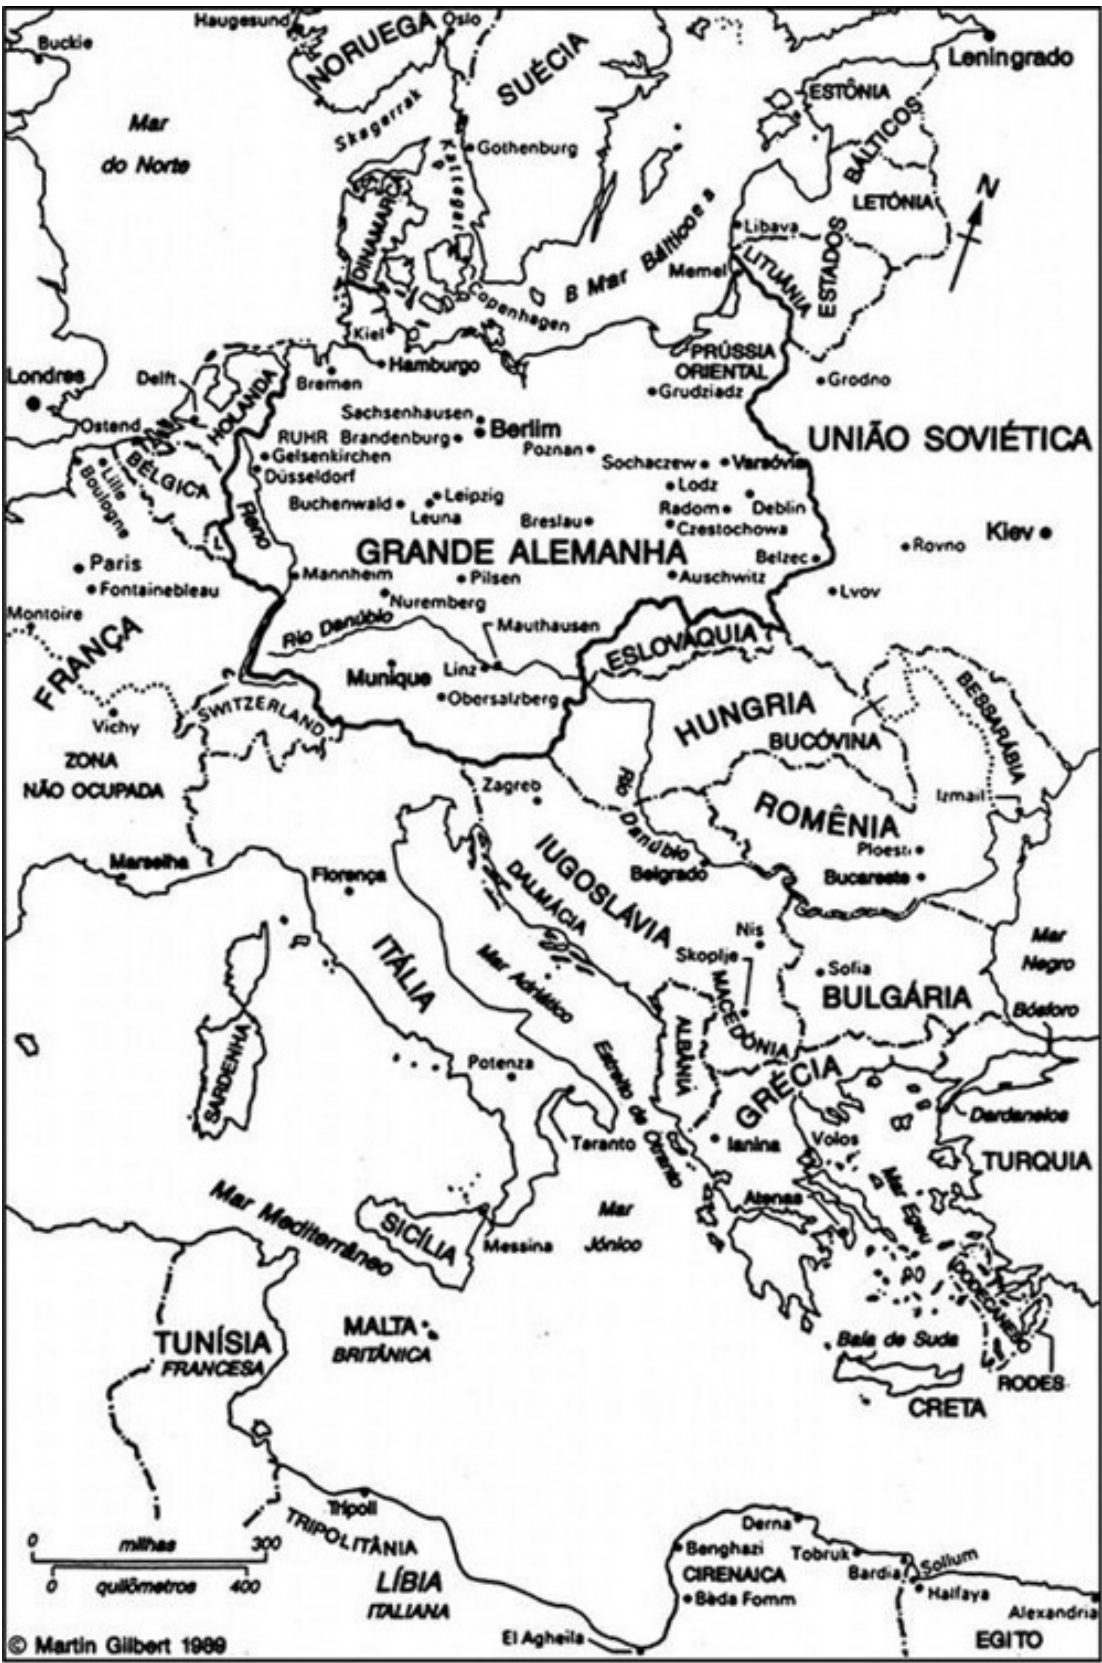 Haugesund
Oslo
NORUEGA
SUÉCIA
Buckie
Leningrado
ESTÔNIA
Mar
do Norte
Skagerrak
Kattegat
Gothenburg
BÁLTICOS
LETÓNIA
N
DINAMARCA
Libava
ESTADOS
LITUÂNIA
Memel
B Mar Bálticoea
Copenhagen
Kiel
Hamburgo
PRÚSSIA
ORIENTAL
Londres
Delft
HOLANDA
Bremen
Grudziadz
Grodno
Sachsenhausen
Berlim
Ostend
RUHR
Brandenburg
Poznan
UNIÃO SOVIÉTICA
Gelsenkirchen
Sochaczew
Varsóvia
BÉLGICA
Lille
Boulogne
Düsseldorf
Lodz
Buchenwald
Leipzig
Radom
Deblin
Leuna
Breslau
Czestochowa
Reno
GRANDE ALEMANHA
Belzec
Rovno
Kiev
Paris
Mannheim
Pilsen
Auschwitz
Fontainebleau
Nuremberg
Lvov
Montoire
Rio Danúbio
Mauthausen
FRANÇA
ESLOVÁQUIA
Munique
Linz
Obersalzberg
BESSARÁBIA
Vichy
SWITZERLAND
HUNGRIA
BUCÓVINA
ZONA
NÃO OCUPADA
Zagreb
Rio Danúbio
Izmail
ROMÊNIA
Ploesti
Marselha
Florença
IUGOSLÁVIA
Belgrado
Bucareste
DALMÁCIA
ITÁLIA
Nis
Mar
Negro
Mar Adriático
Skoplje
Sofia
BULGÁRIA
MACEDÔNIA
Bósforo
SARDENHA
ALBÂNIA
Potenza
Estreito de Otranto
GRÉCIA
Dardanelos
Taranto
Ianina
Volos
TURQUIA
Mar Mediterrâneo
Atenas
Mar Egeu
SICÍLIA
Messina
Mar
Jónico
DODECANESO
TUNÍSIA
FRANCESA
MALTA
BRITÂNICA
Baía de Suda
RODES
CRETA
Trípoli
TRIPOLITÂNIA
Derna
0 milhas 300
Benghazi
Tobruk
Sollum
CIRENAICA
Bardia
0 quilômetros 400
LÍBIA
ITALIANA
Bèda Fomm
Halfaya
Alexandria
El Agheila
EGITO
© Martin Gilbert 1989